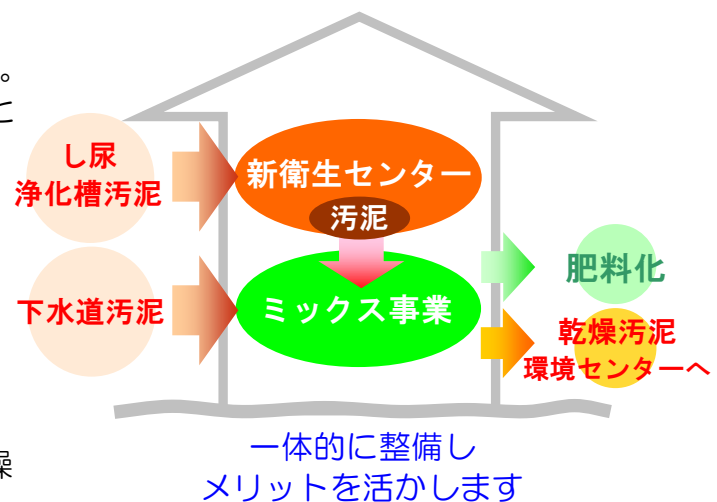 。
に
し尿
浄化槽汚泥
新衛生センター
汚泥
下水道汚泥
ミックス事業
肥料化
乾燥汚泥
環境センターへ
一体的に整備し
メリットを活かします
燥